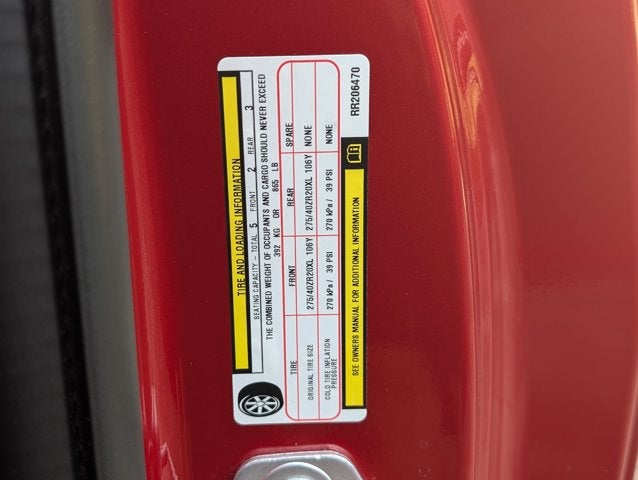 TIRE AND LOADING INFORMATION
SEATING CAPACITY - TOTAL 5 FRONT 2 REAR 3
THE COMBINED WEIGHT OF OCCUPANTS AND CARGO SHOULD NEVER EXCEED
392 KG OR 865 LB
TIRE FRONT REAR SPARE
ORIGINAL TIRE SIZE 275/40ZR20XL 106Y 275/40ZR20XL 106Y NONE
COLD TIRE INFLATION PRESSURE 270 kPa / 39 PSI 270 kPa / 39 PSI NONE
SEE OWNERS MANUAL FOR ADDITIONAL INFORMATION
RR206470